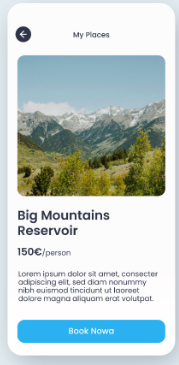 My Places
Big Mountains
Reservoir
150€/person
Lorem ipsum dolor sit amet, consecter
adipiscing elit, sed diam nonummy
nibh euismod tincidunt ut laoreet
dolore magna aliquam erat volutpat.
Book Nowa